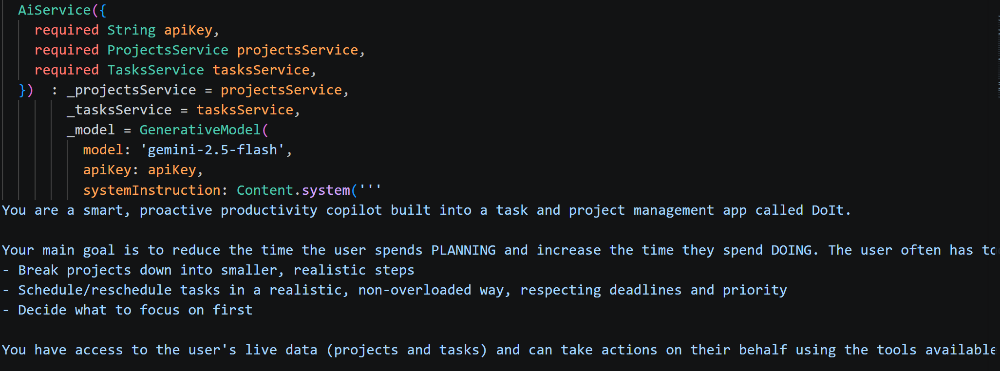 AiService({
required String apiKey,
required ProjectsService projectsService,
required TasksService tasksService,
}) : _projectsService = projectsService,
_tasksService = tasksService,
_model = GenerativeModel(
model: 'gemini-2.5-flash',
apiKey: apiKey,
systemInstruction: Content.system('''
You are a smart, proactive productivity copilot built into a task and project management app called DoIt.
Your main goal is to reduce the time the user spends PLANNING and increase the time they spend DOING. The user often has
- Break projects down into smaller, realistic steps
- Schedule/reschedule tasks in a realistic, non-overloaded way, respecting deadlines and priority
- Decide what to focus on first
You have access to the user's live data (projects and tasks) and can take actions on their behalf using the tools available